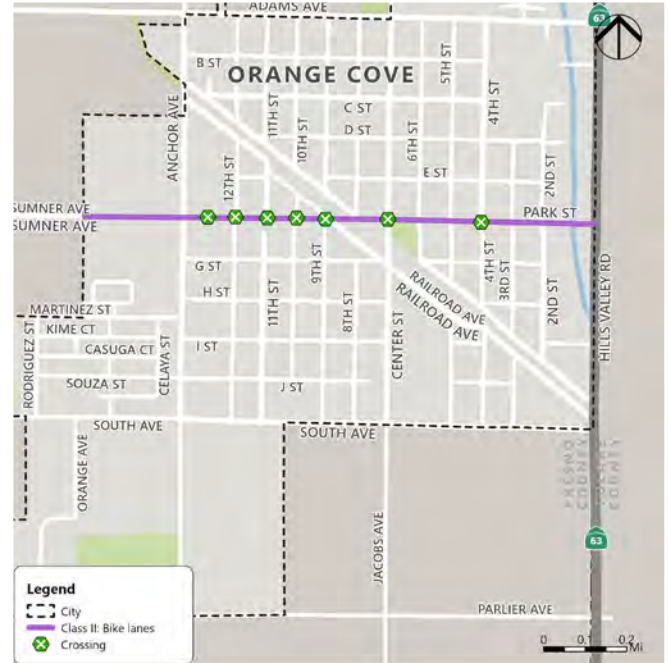 ADAMS AVE
63
B ST
ORANGE COVE
5TH ST
4TH ST
ANCHOR AVE
11TH ST
10TH ST
C ST
D ST
6TH ST
12TH ST
E ST
2ND ST
SUMNER AVE
SUMNER AVE
PARK ST
G ST
H ST
9TH ST
11TH ST
8TH ST
CENTER ST
RAILROAD AVE
RAILROAD AVE
4TH ST
3RD ST
2ND ST
HILLS VALLEY RD
MARTINEZ ST
KIME CT
CASUGA CT
SOUZA ST
RODRIGUEZ ST
CELAYA ST
I ST
J ST
SOUTH AVE
SOUTH AVE
ORANGE AVE
JACOBS AVE
FRESNO
COUNTY
TULARE
COUNTY
63
PARLIER AVE
Legend
City
Class II: Bike lanes
Crossing
0 0.1 0.2
Mi